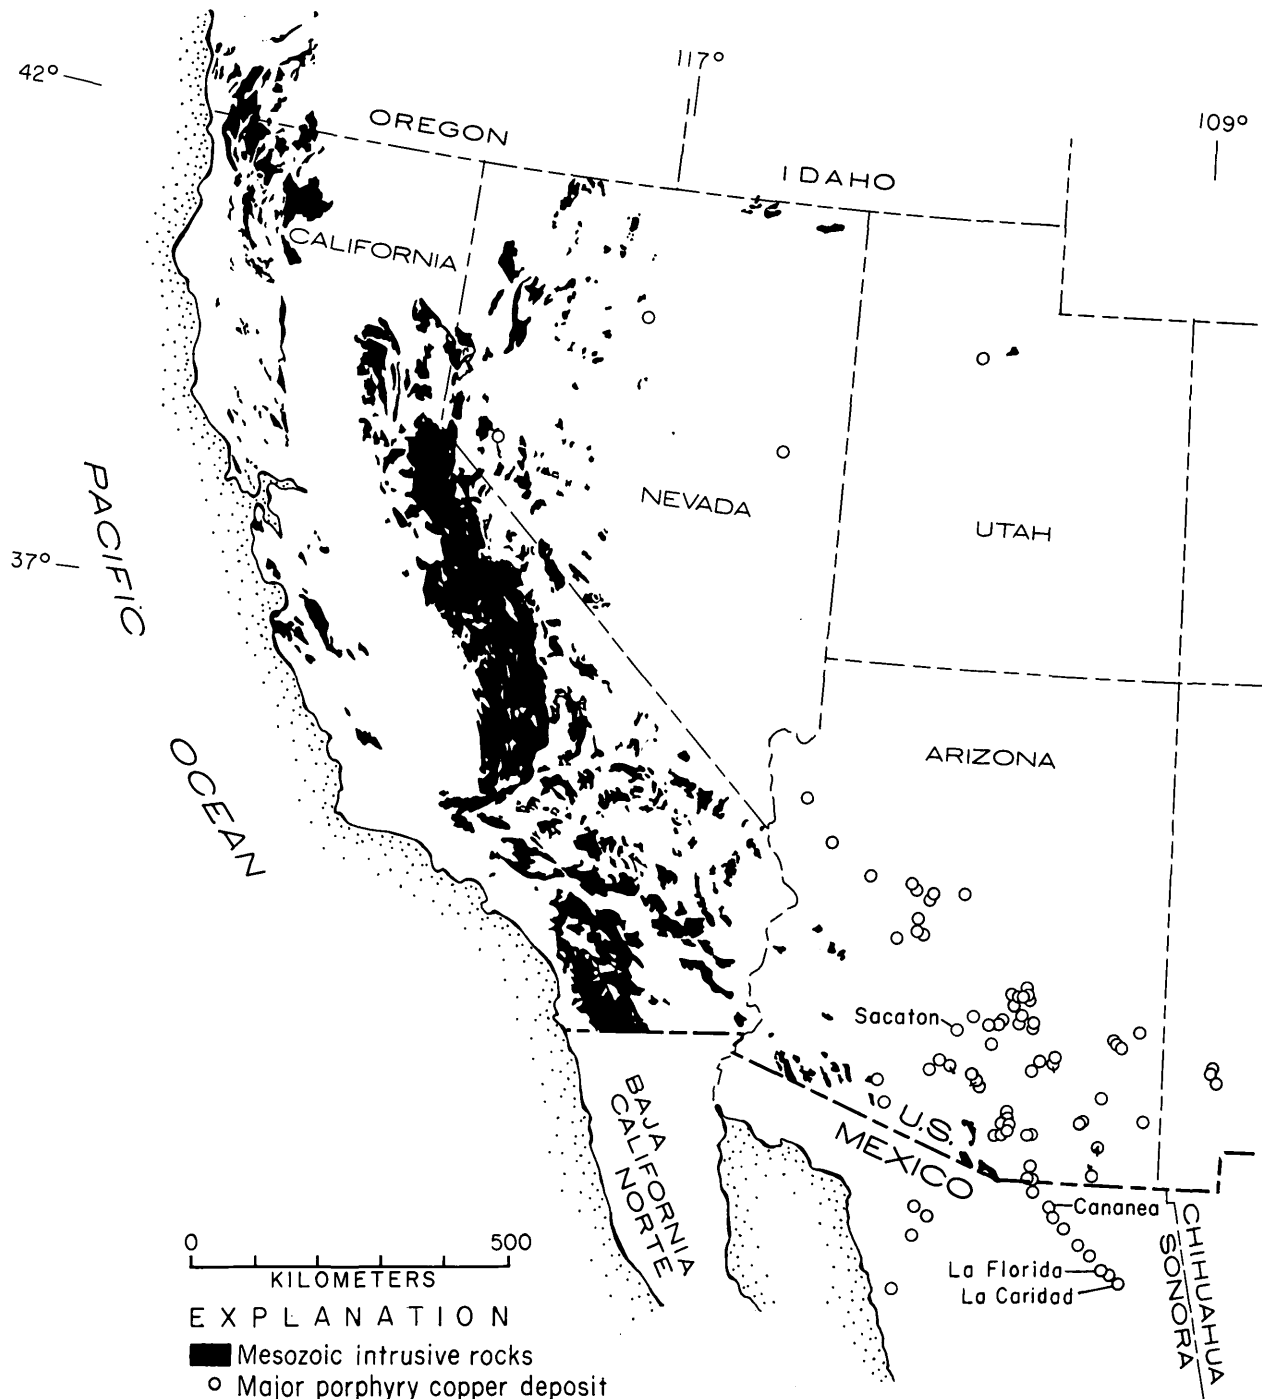 117°
42°
109°
OREGON
IDAHO
CALIFORNIA
NEVADA
UTAH
PACIFIC
37°
OCEAN
ARIZONA
Sacaton
BAJA
CALIFORNIA
NORTE
U.S.
MEXICO
Cananea
CHIHUAHUA
SONORA
La Florida
La Caridad
0 500
KILOMETERS
EXPLANATION
Mesozoic intrusive rocks
Major porphyry copper deposit